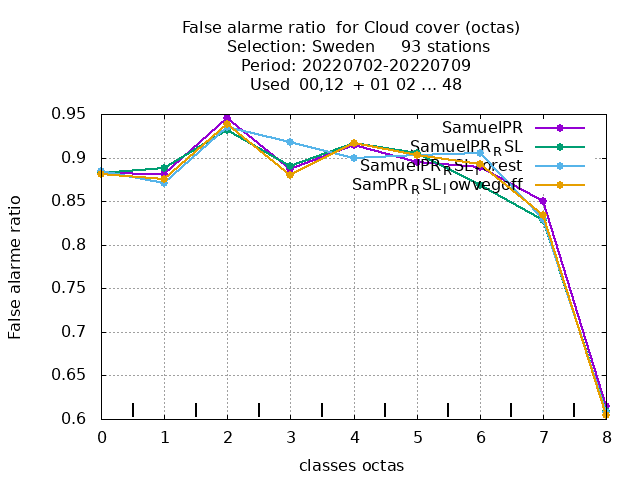 False alarme ratio for Cloud cover (octas)
Selection: Sweden 93 stations
Period: 20220702-20220709
Used 00,12 + 01 02 ... 48
False alarme ratio
0.95
0.9
0.85
0.8
0.75
0.7
0.65
0.6
SamuelPR
SamuelPRRSL
SamPRRSLlowvegoff
0 1 2 3 4 5 6 7 8
classes octas